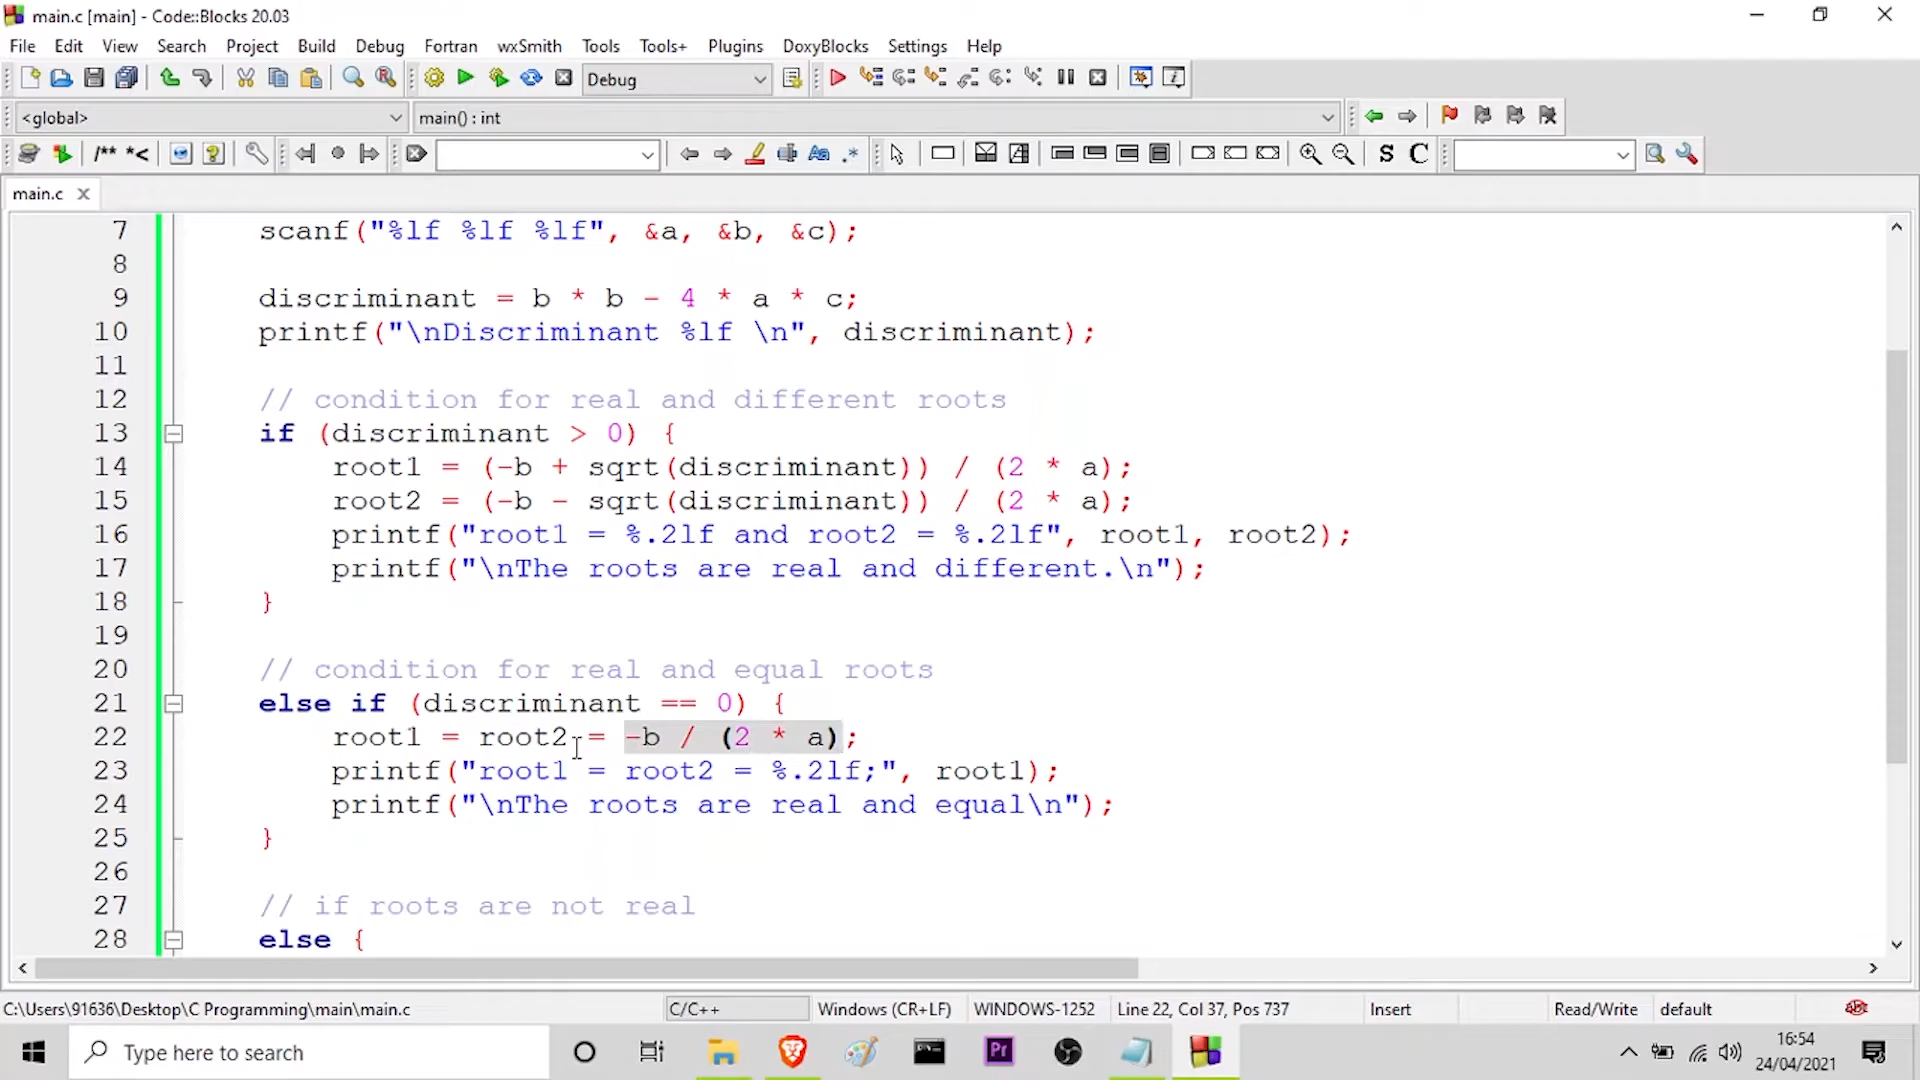 main.c [main] - Code::Blocks 20.03
File Edit View Search Project Build Debug Fortran wxSmith Tools Tools+ Plugins DoxyBlocks Settings Help
Debug
<global> main() : int
/** *<
Aa .* S C
main.c
7 scanf("%lf %lf %lf", &a, &b, &c);
8
9 discriminant = b * b - 4 * a * c;
10 printf("\nDiscriminant %lf \n", discriminant);
11
12 // condition for real and different roots
13 if (discriminant > 0) {
14 root1 = (-b + sqrt(discriminant)) / (2 * a);
15 root2 = (-b - sqrt(discriminant)) / (2 * a);
16 printf("root1 = %.2lf and root2 = %.2lf", root1, root2);
17 printf("\nThe roots are real and different.\n");
18 }
19
20 // condition for real and equal roots
21 else if (discriminant == 0) {
22 root1 = root2 = -b / (2 * a);
23 printf("root1 = root2 = %.2lf;", root1);
24 printf("\nThe roots are real and equal\n");
25 }
26
27 // if roots are not real
28 else {
C:\Users\91636\Desktop\C Programming\main\main.c C/C++ Windows (CR+LF) WINDOWS-1252 Line 22, Col 37, Pos 737 Insert Read/Write default
Type here to search
Pr
16:54
24/04/2021